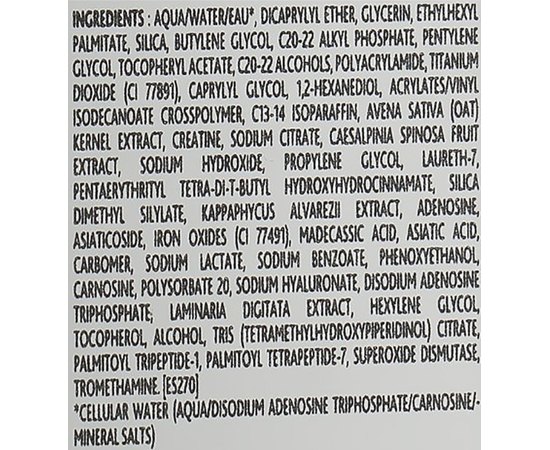 INGREDIENTS : AQUA/WATER/EAU*, DICAPRYLYL ETHER, GLYCERIN, ETHYLHEXYL
PALMITATE, SILICA, BUTYLENE GLYCOL, C20-22 ALKYL PHOSPHATE, PENTYLENE
GLYCOL, TOCOPHERYL ACETATE, C20-22 ALCOHOLS, POLYACRYLAMIDE, TITANIUM
DIOXIDE (CI 77891), CAPRYLYL GLYCOL, 1,2-HEXANEDIOL, ACRYLATES/VINYL
ISODECANOATE CROSSPOLYMER, C13-14 ISOPARAFFIN, AVENA SATIVA (OAT)
KERNEL EXTRACT, CREATINE, SODIUM CITRATE, CAESALPINIA SPINOSA FRUIT
EXTRACT, SODIUM HYDROXIDE, PROPYLENE GLYCOL, LAURETH-7,
PENTAERYTHRITYL TETRA-DI-T-BUTYL HYDROXYHYDROCINNAMATE, SILICA
DIMETHYL SILYLATE, KAPPAPHYCUS ALVAREZII EXTRACT, ADENOSINE,
ASIATICOSIDE, IRON OXIDES (CI 77491), MADECASSIC ACID, ASIATIC ACID,
CARBOMER, SODIUM LACTATE, SODIUM BENZOATE, PHENOXYETHANOL,
CARNOSINE, POLYSORBATE 20, SODIUM HYALURONATE, DISODIUM ADENOSINE
TRIPHOSPHATE, LAMINARIA DIGITATA EXTRACT, HEXYLENE GLYCOL,
TOCOPHEROL, ALCOHOL, TRIS (TETRAMETHYLHYDROXYPIPERIDINOL) CITRATE,
PALMITOYL TRIPEPTIDE-1, PALMITOYL TETRAPEPTIDE-7, SUPEROXIDE DISMUTASE,
TROMETHAMINE. [ES270]
*CELLULAR WATER (AQUA/DISODIUM ADENOSINE TRIPHOSPHATE/CARNOSINE/-
MINERAL SALTS)